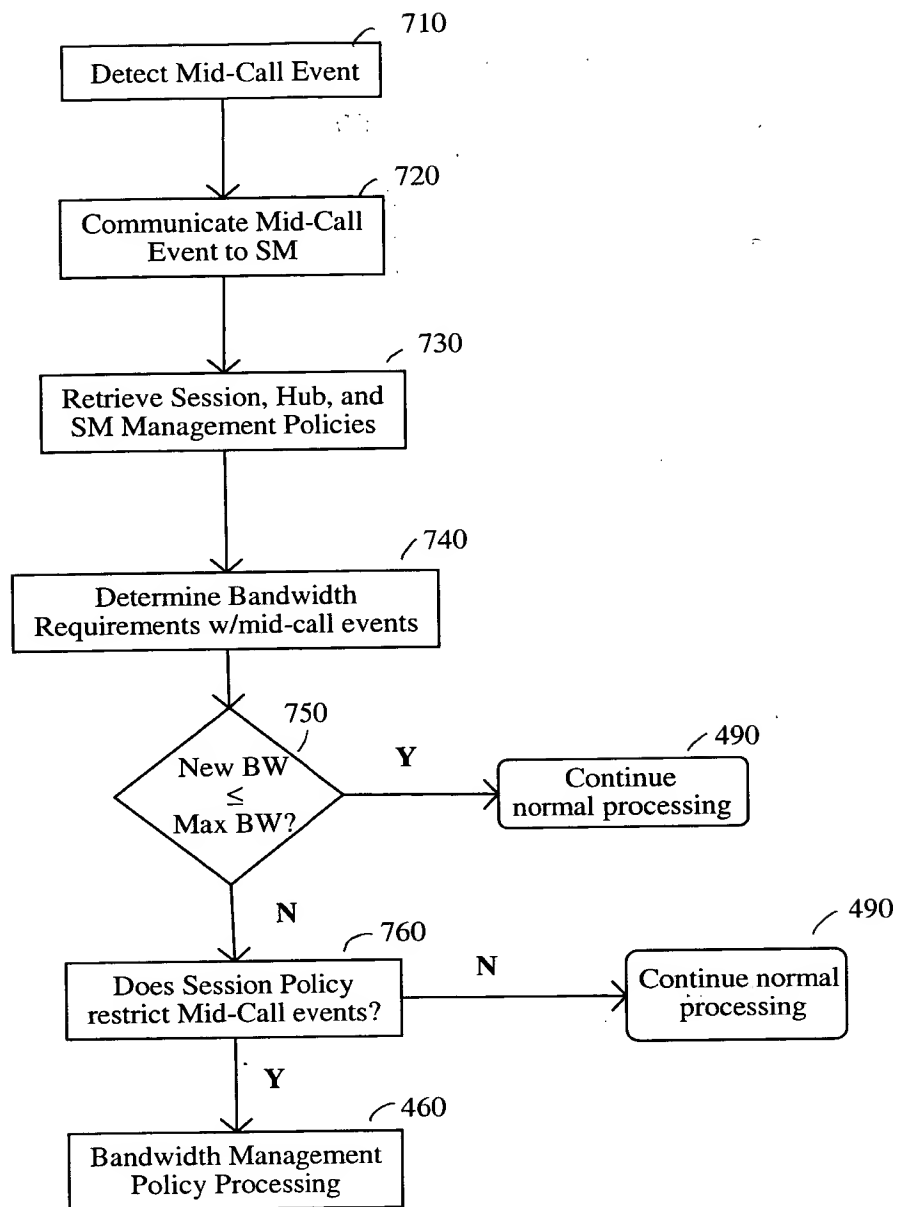 710
Detect Mid-Call Event
720
Communicate Mid-Call
Event to SM
730
Retrieve Session, Hub, and
SM Management Policies
740
Determine Bandwidth
Requirements w/mid-call events
750
New BW
≤
Max BW?
Y
490
Continue
normal processing
N
760
Does Session Policy
restrict Mid-Call events?
N
490
Continue normal
processing
Y
460
Bandwidth Management
Policy Processing